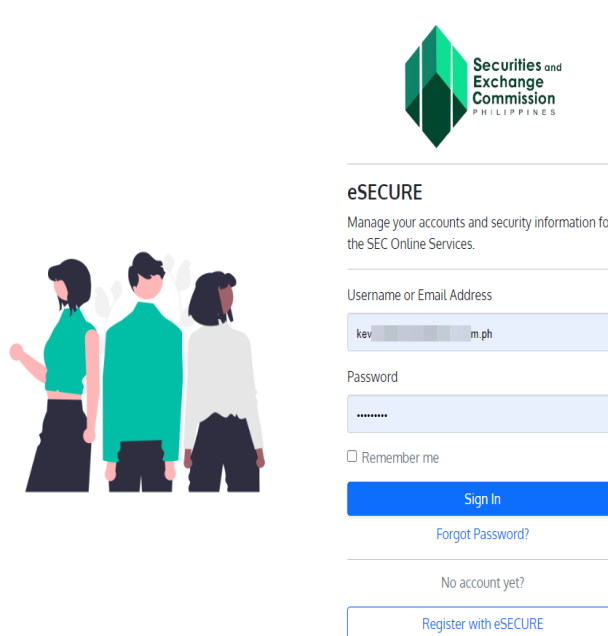 Securities and
Exchange
Commission
PHILIPPINES
eSECURE
Manage your accounts and security information
the SEC Online Services.
Username or Email Address
kev m.ph
Password
Remember me
Sign In
Forgot Password?
No account yet?
Register with eSECURE